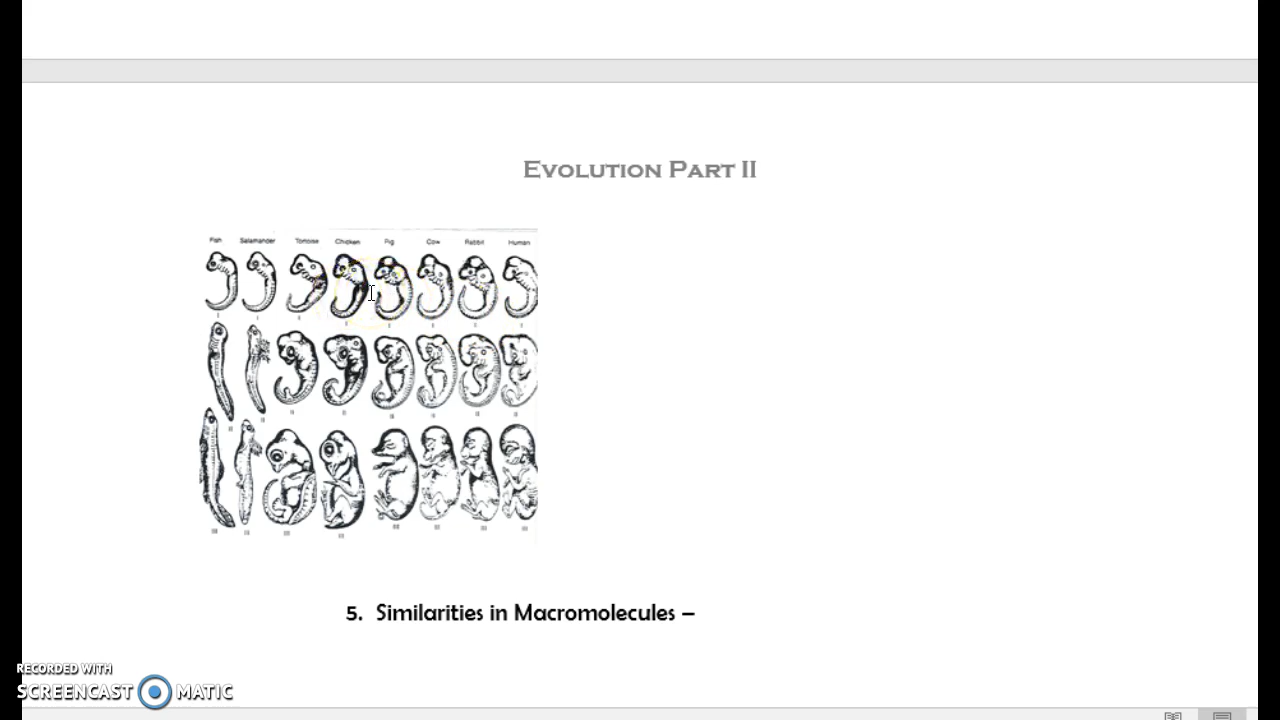 Evolution Part II
Fish Salamander Tortoise Chicken Pig Cow Rabbit Human
5. Similarities in Macromolecules –
RECORDED WITH
SCREENCAST MATIC